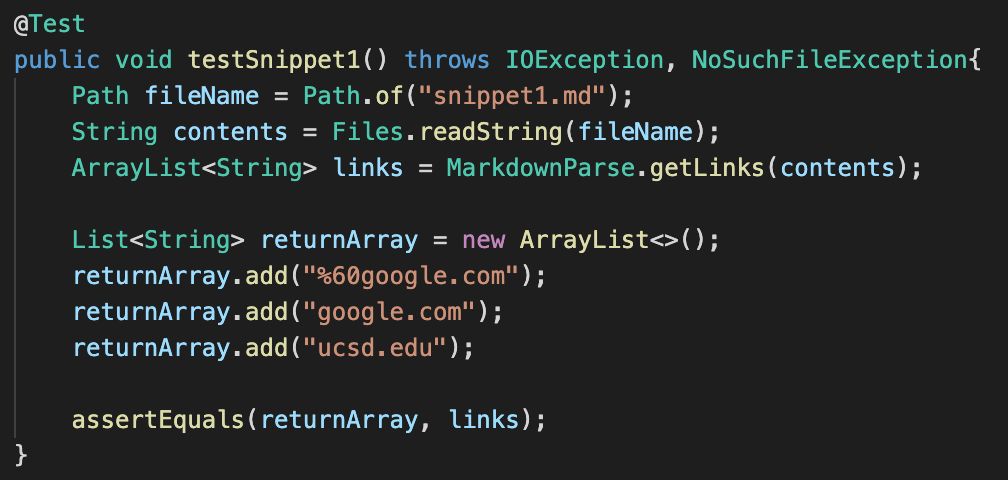 @Test
public void testSnippet1() throws IOException, NoSuchFileException{
    Path fileName = Path.of("snippet1.md");
    String contents = Files.readString(fileName);
    ArrayList<String> links = MarkdownParse.getLinks(contents);

    List<String> returnArray = new ArrayList<>();
    returnArray.add("%60google.com");
    returnArray.add("google.com");
    returnArray.add("ucsd.edu");

    assertEquals(returnArray, links);
}